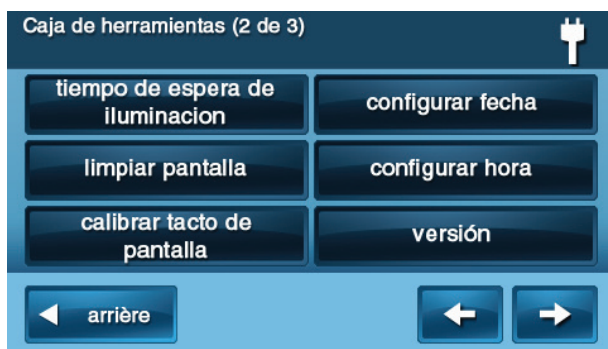 Caja de herramientas (2 de 3)
tiempo de espera de
iluminacion
configurar fecha
limpiar pantalla
configurar hora
calibrar tacto de
pantalla
versión
arrière